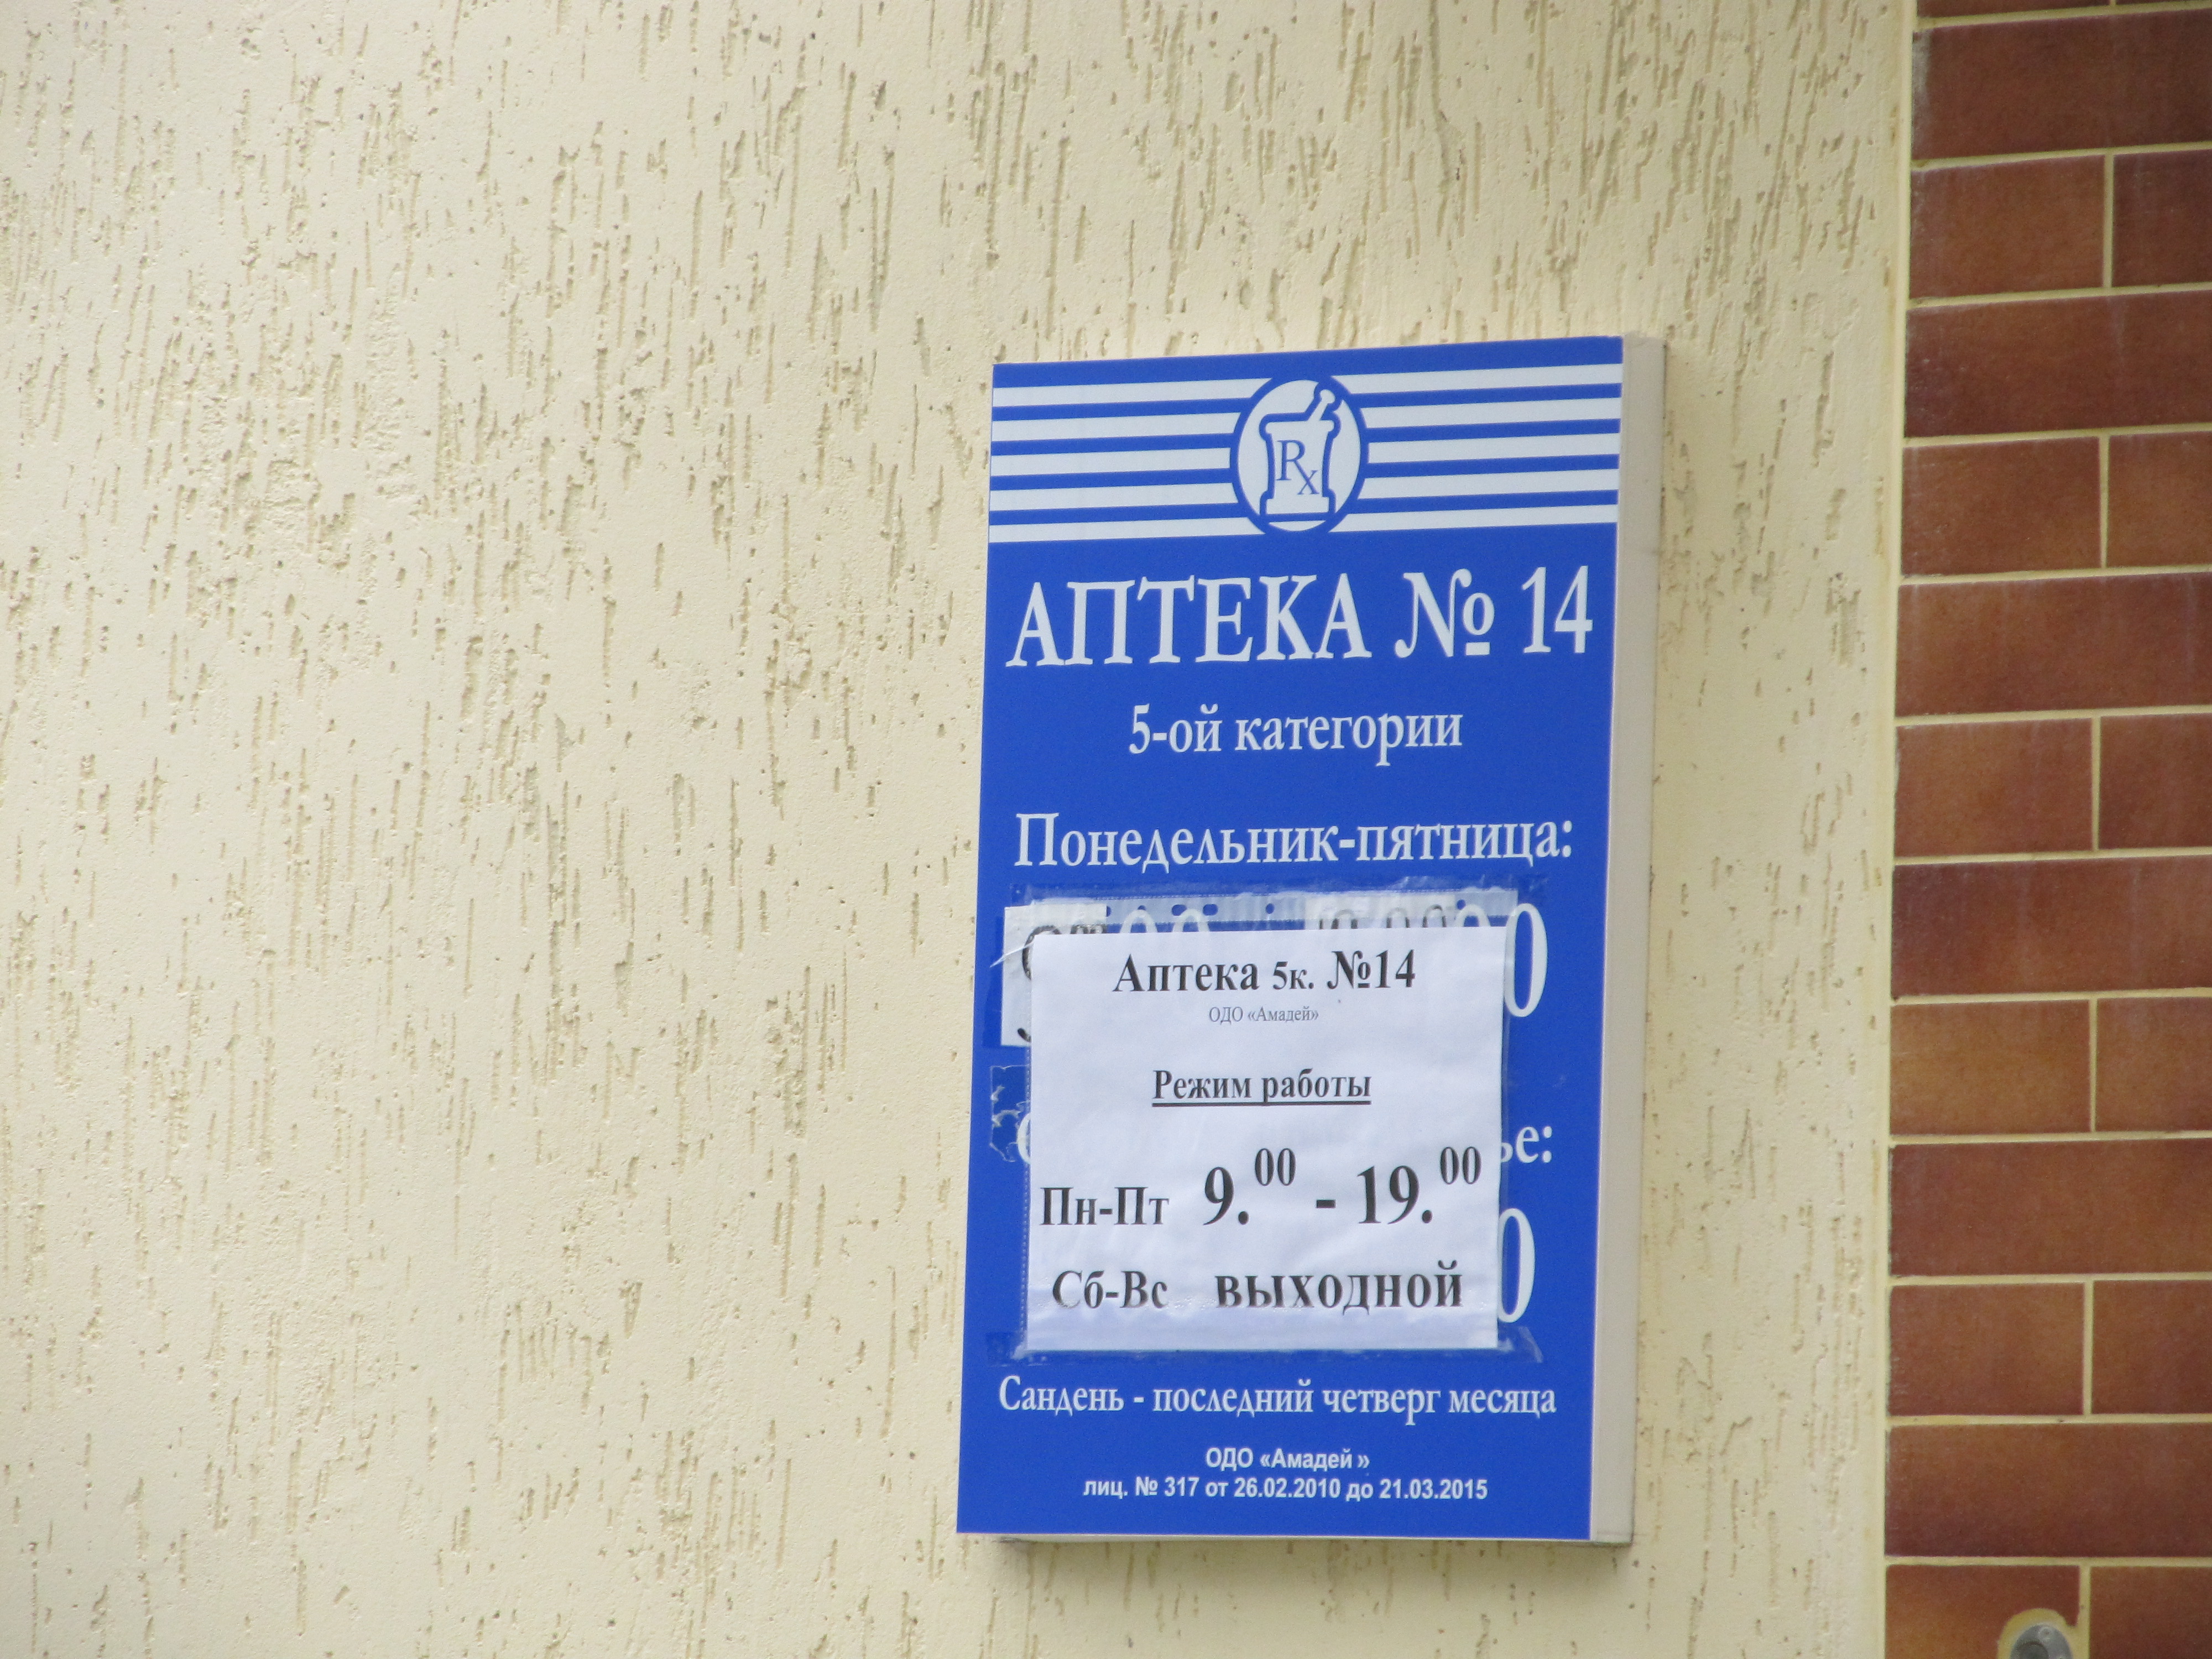 Rx
АПТЕКА № 14
5-ой категории
Понедельник-пятница:
Аптека 5к. №14
ОДО «Амадей»
Режим работы
Пн-Пт 9.00 - 19.00
Сб-Вс выходной
Сандень - последний четверг месяца
ОДО «Амадей »
лиц. № 317 от 26.02.2010 до 21.03.2015